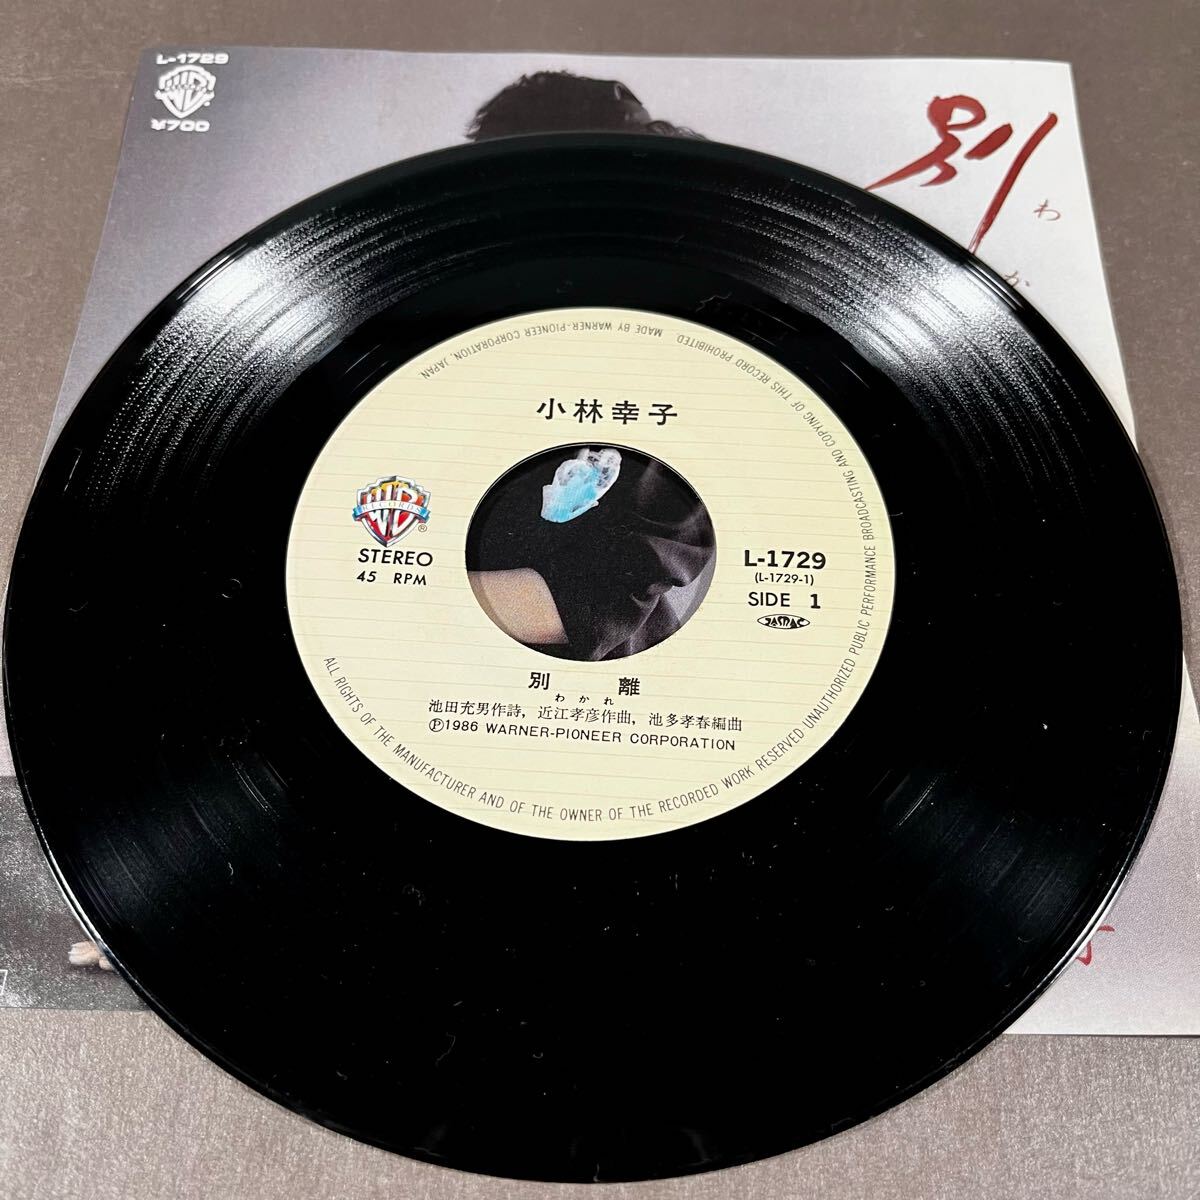 L-1729
¥700
別
わ
か
MADE BY WARNER-PIONEER CORPORATION, JAPAN
小林幸子
RECORDS
®
STEREO
45 RPM
L-1729
(L-1729-1)
SIDE 1
JASRAC
別離
わかれ
池田充男作詩, 近江孝彦作曲, 池多孝春編曲
Ⓟ1986 WARNER-PIONEER CORPORATION
ALL RIGHTS OF THE MANUFACTURER AND OF THE OWNER OF THE RECORDED WORK RESERVED UNAUTHORIZED PUBLIC PERFORMANCE BROADCASTING AND COPYING OF THIS RECORD PROHIBITED